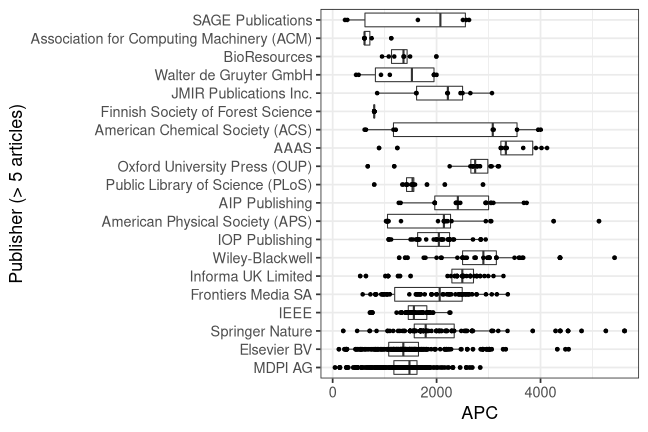 SAGE Publications
Association for Computing Machinery (ACM)
BioResources
Walter de Gruyter GmbH
JMIR Publications Inc.
Finnish Society of Forest Science
American Chemical Society (ACS)
AAAS
Oxford University Press (OUP)
Public Library of Science (PLoS)
AIP Publishing
American Physical Society (APS)
IOP Publishing
Wiley-Blackwell
Informa UK Limited
Frontiers Media SA
IEEE
Springer Nature
Elsevier BV
MDPI AG
Publisher (> 5 articles)
0 2000 4000
APC